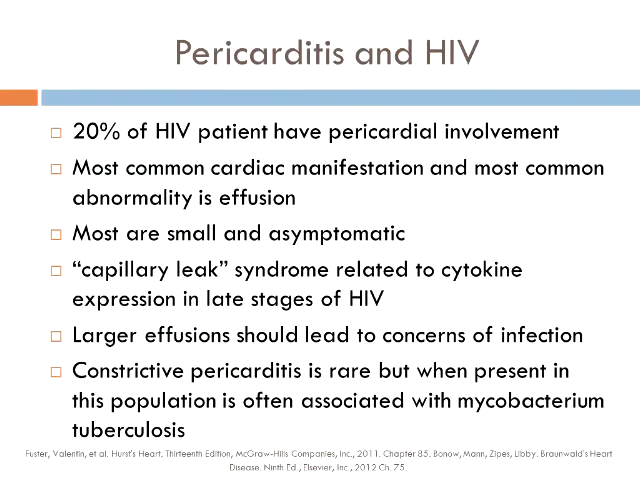 Pericarditis and HIV
20% of HIV patient have pericardial involvement
Most common cardiac manifestation and most common
abnormality is effusion
Most are small and asymptomatic
“capillary leak” syndrome related to cytokine
expression in late stages of HIV
Larger effusions should lead to concerns of infection
Constrictive pericarditis is rare but when present in
this population is often associated with mycobacterium
tuberculosis
Fuster, Valentin, et al. Hurst's Heart. Thirteenth Edition, McGraw-Hills Companies, Inc., 2011. Chapter 85. Bonow, Mann, Zipes, Libby. Braunwald's Heart
Disease. Ninth Ed., Elsevier, Inc., 2012 Ch. 75.